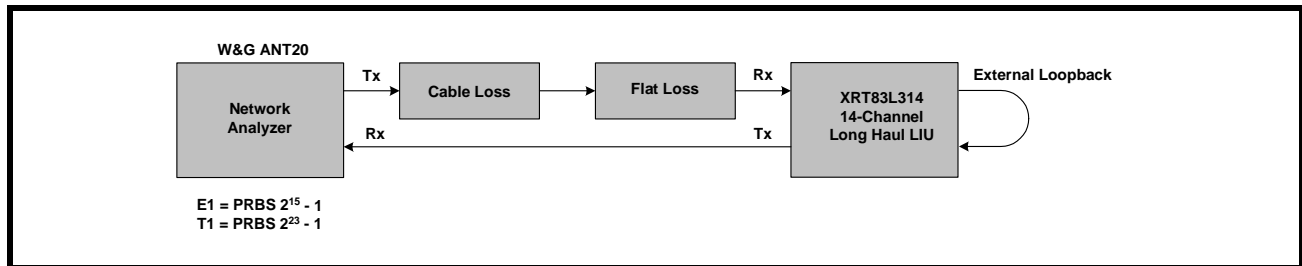 W&G ANT20
Network
Analyzer
Tx
Cable Loss
Flat Loss
Rx
XRT83L314
14-Channel
Long Haul LIU
External Loopback
Rx
Tx
E1 = PRBS 2¹⁵ - 1
T1 = PRBS 2²³ - 1